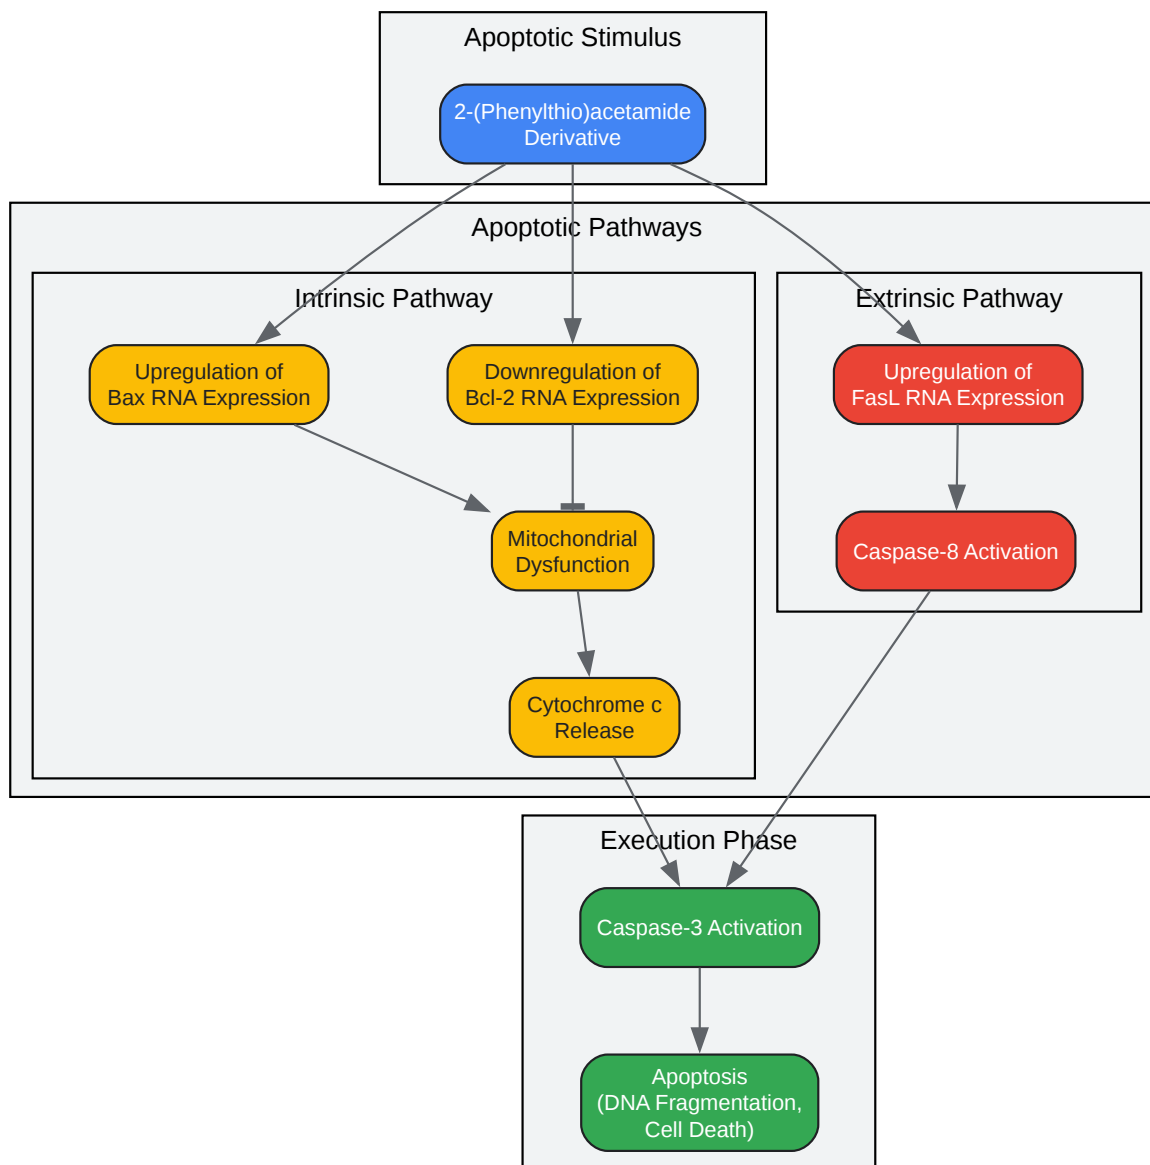 Apoptotic Stimulus
2-(Phenylthio)acetamide
Derivative
Apoptotic Pathways
Intrinsic Pathway
Extrinsic Pathway
Upregulation of
Bax RNA Expression
Downregulation of
Bcl-2 RNA Expression
Upregulation of
FasL RNA Expression
Mitochondrial
Dysfunction
Caspase-8 Activation
Cytochrome c
Release
Execution Phase
Caspase-3 Activation
Apoptosis
(DNA Fragmentation,
Cell Death)